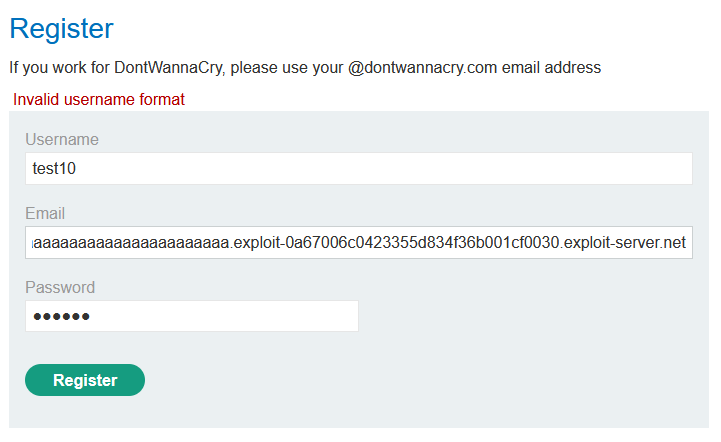 Register
If you work for DontWannaCry, please use your @dontwannacry.com email address
Invalid username format
Username
test10
Email
aaaaaaaaaaaaaaaaaaaaaaa.exploit-0a67006c0423355d834f36b001cf0030.exploit-server.net
Password
●●●●●●
Register